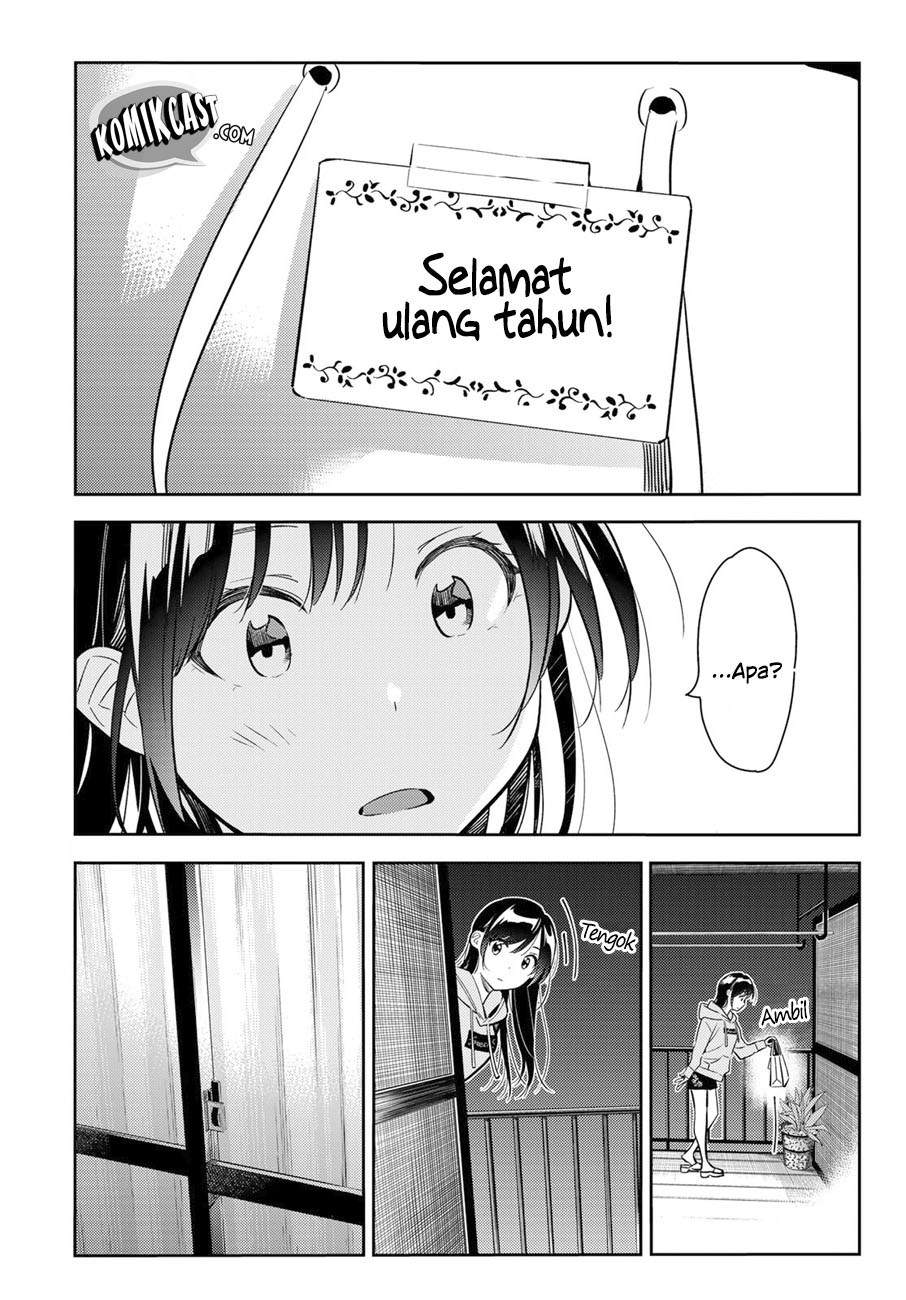 KOMIKCAST
.COM
Selamat
ulang tahun!
...Apa?
Ambil
Tengok